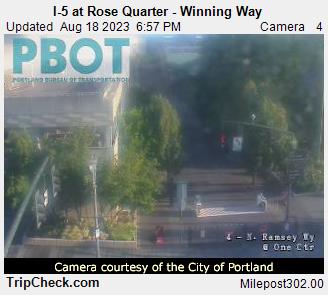 I-5 at Rose Quarter - Winning Way
Updated Aug 18 2023 6:57 PM Camera 4
PBOT
PORTLAND BUREAU OF TRANSPORTATION
4 - N. Ramsey Wy
@ One Ctr
Camera courtesy of the City of Portland
TripCheck.com Milepost302.00